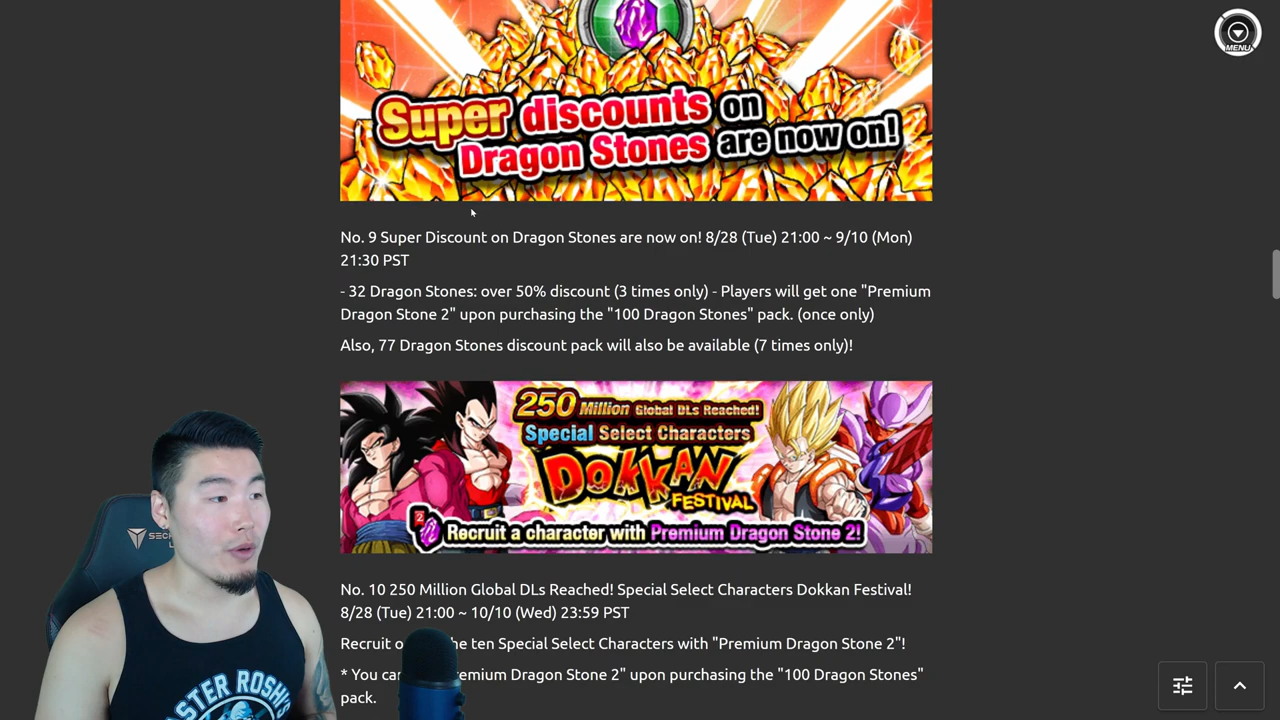 MENU
Super discounts on
Dragon Stones are now on!
No. 9 Super Discount on Dragon Stones are now on! 8/28 (Tue) 21:00 ~ 9/10 (Mon)
21:30 PST
- 32 Dragon Stones: over 50% discount (3 times only) - Players will get one "Premium
Dragon Stone 2" upon purchasing the "100 Dragon Stones" pack. (once only)
Also, 77 Dragon Stones discount pack will also be available (7 times only)!
250 Million Global DLs Reached!
Special Select Characters
DOKKAN
FESTIVAL
2
Recruit a character with Premium Dragon Stone 2!
No. 10 250 Million Global DLs Reached! Special Select Characters Dokkan Festival!
8/28 (Tue) 21:00 ~ 10/10 (Wed) 23:59 PST
Recruit ten Special Select Characters with "Premium Dragon Stone 2"!
* You Dragon Stone 2" upon purchasing the "100 Dragon Stones"
pack.
ROSHI'S